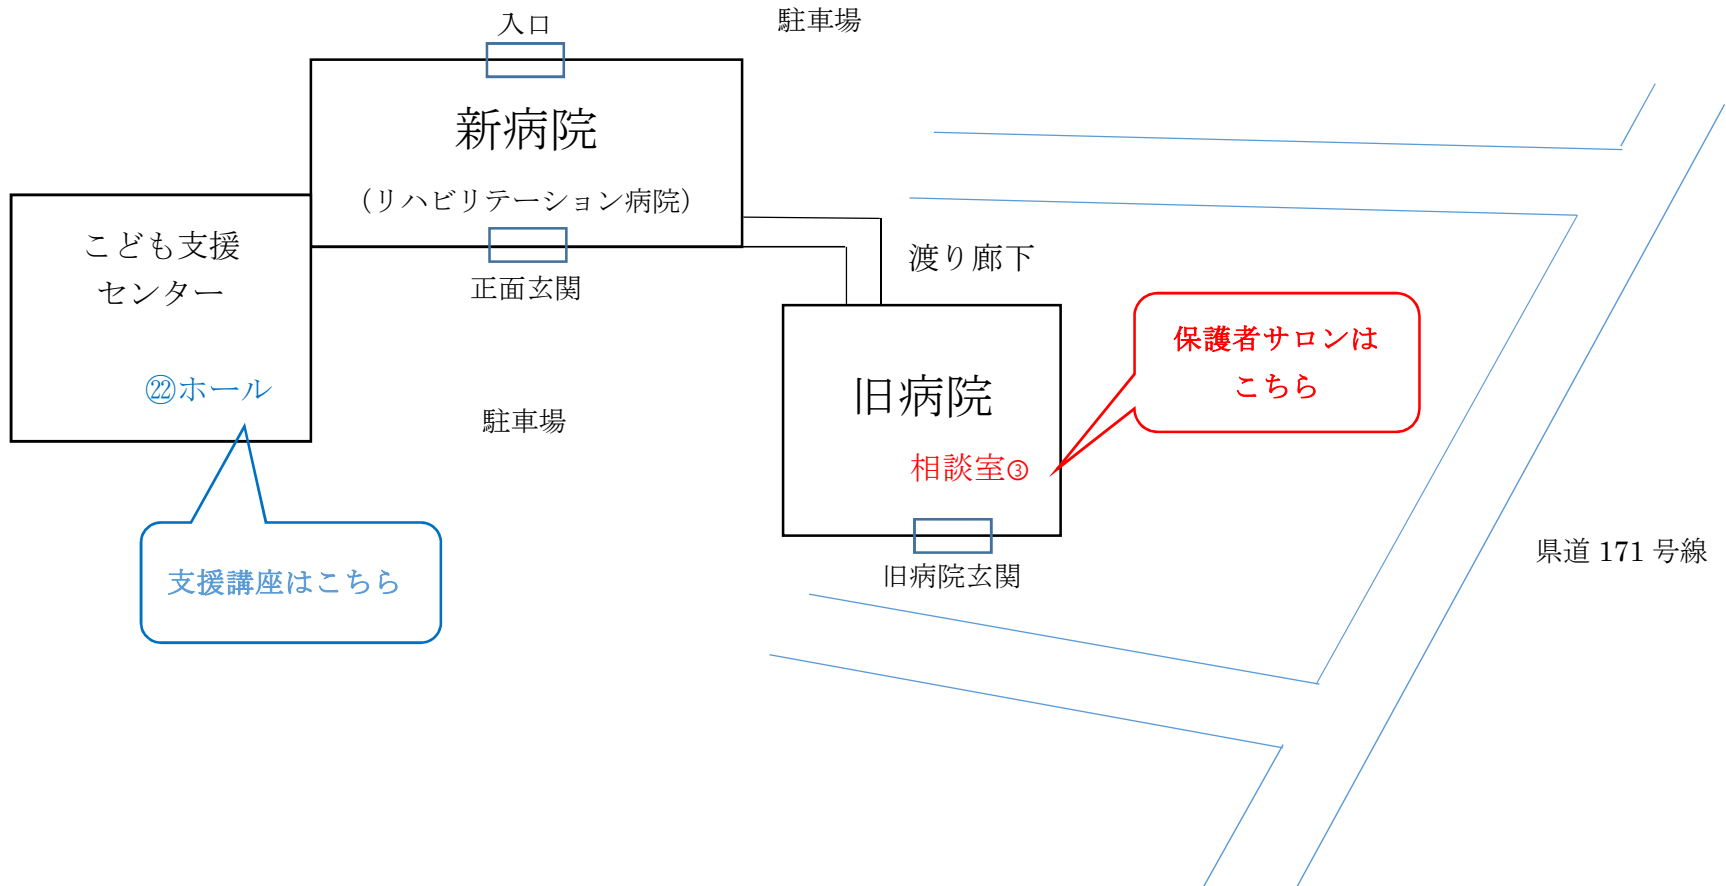 入口
駐車場
新病院
（リハビリテーション病院）
正面玄関
こども支援
センター
㉒ホール
支援講座はこちら
駐車場
渡り廊下
旧病院
相談室③
旧病院玄関
保護者サロンは
こちら
県道 171 号線